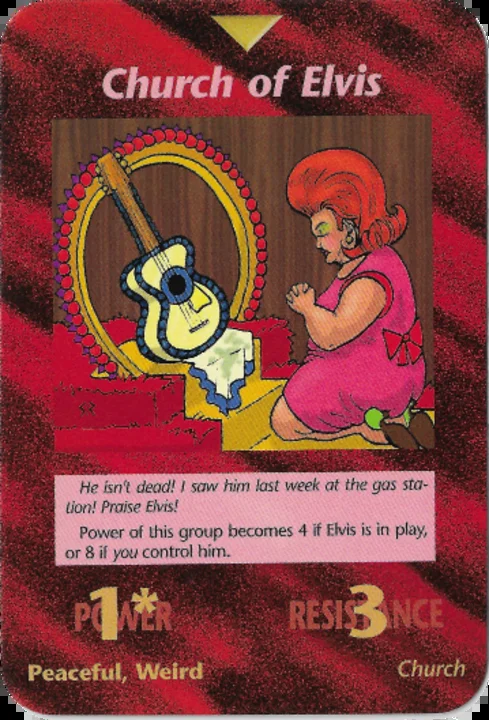 Church of Elvis
He isn't dead! I saw him last week at the gas sta-
tion! Praise Elvis!
Power of this group becomes 4 if Elvis is in play,
or 8 if you control him.
POWER 1* RESISTANCE 3
Peaceful, Weird Church